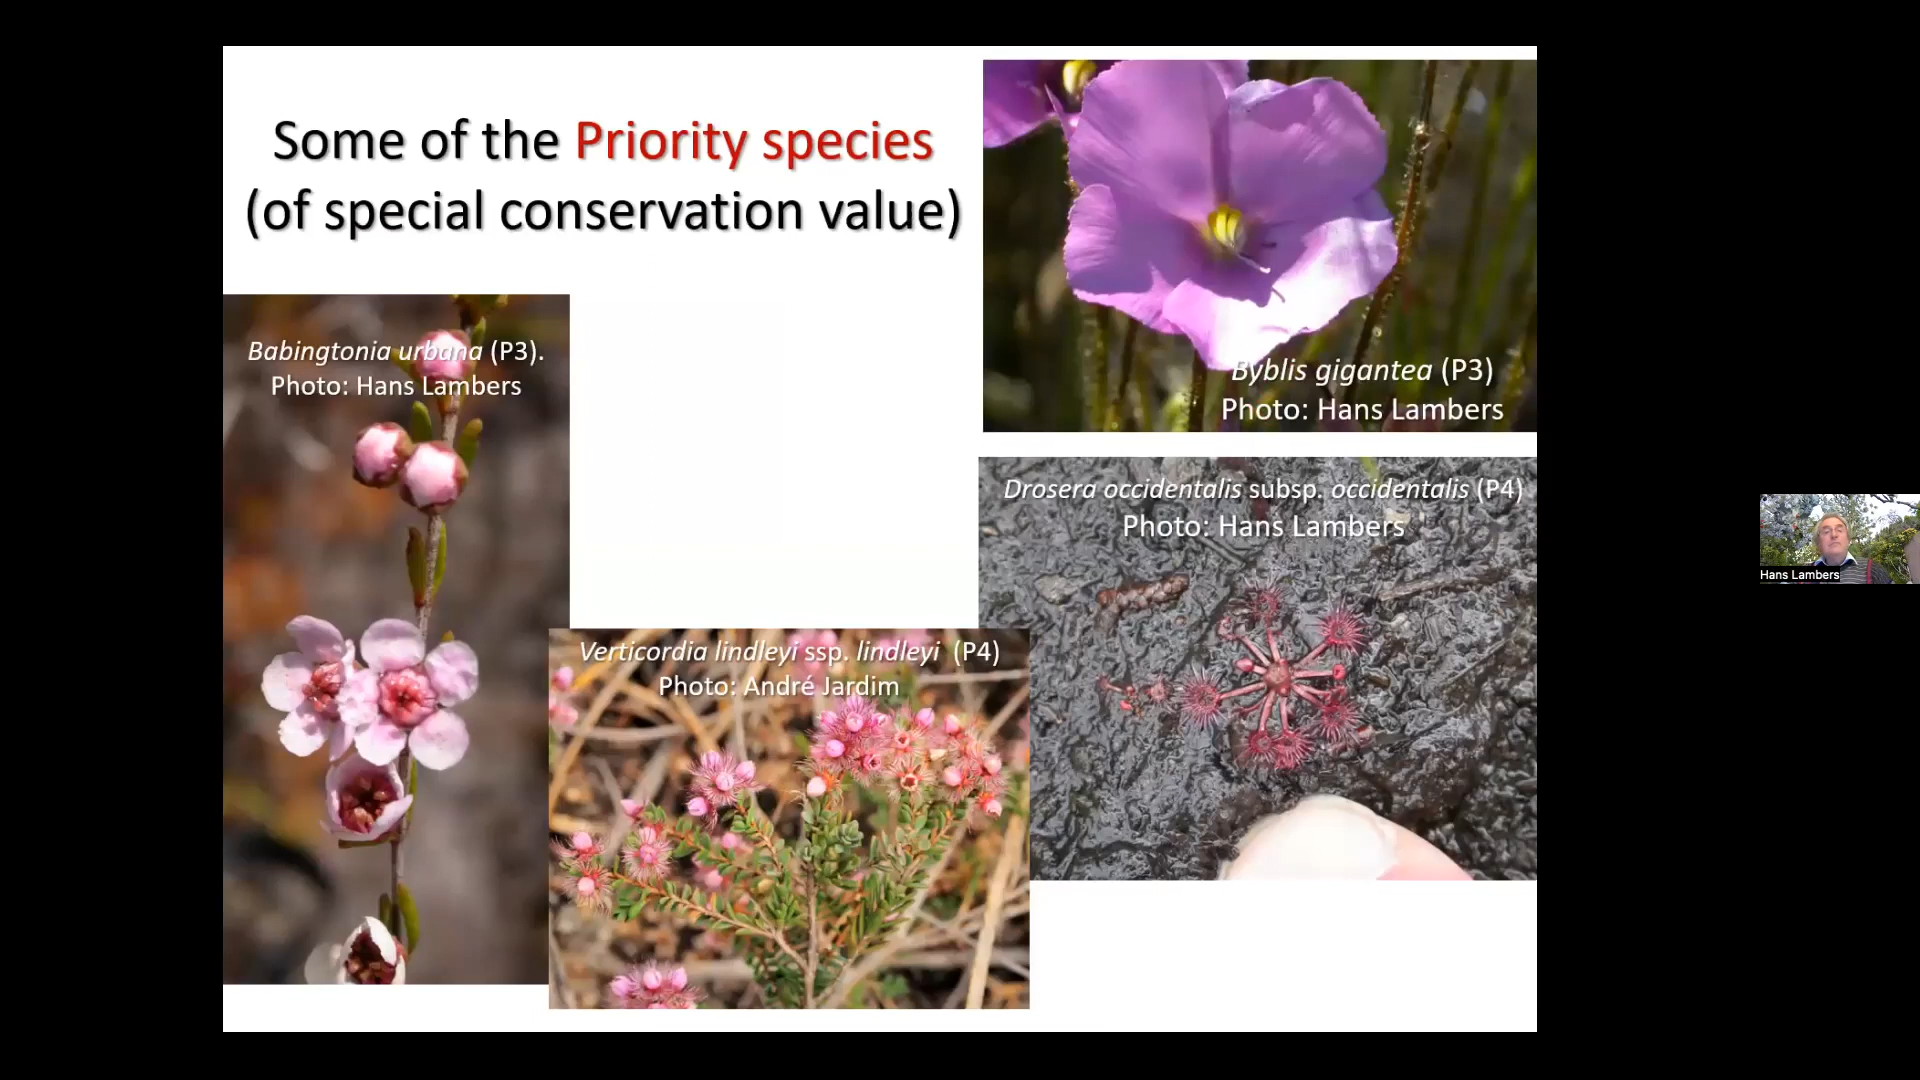 Some of the Priority species
(of special conservation value)
Babingtonia urbana (P3).
Photo: Hans Lambers
Byblis gigantea (P3)
Photo: Hans Lambers
Drosera occidentalis subsp. occidentalis (P4)
Photo: Hans Lambers
Verticordia lindleyi ssp. lindleyi (P4)
Photo: André Jardim
Hans Lambers